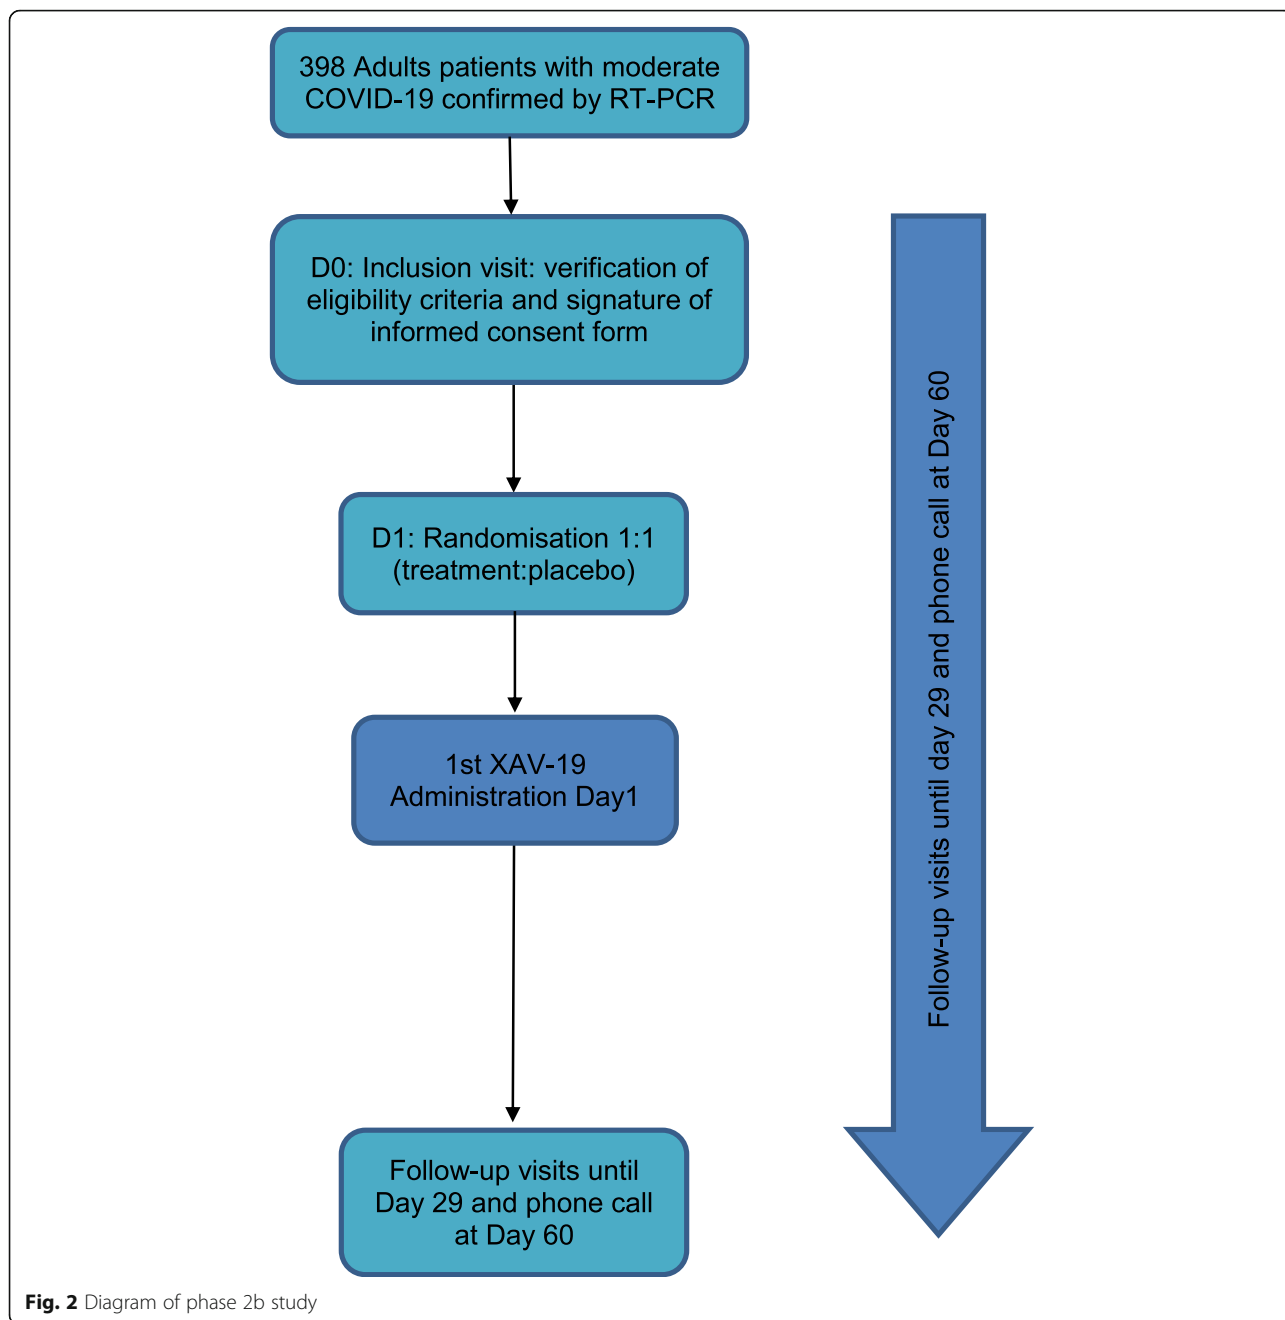 398 Adults patients with moderate
COVID-19 confirmed by RT-PCR
D0: Inclusion visit: verification of
eligibility criteria and signature of
informed consent form
D1: Randomisation 1:1
(treatment:placebo)
1st XAV-19
Administration Day1
Follow-up visits until
Day 29 and phone call
at Day 60
Follow-up visits until day 29 and phone call at Day 60
Fig. 2 Diagram of phase 2b study